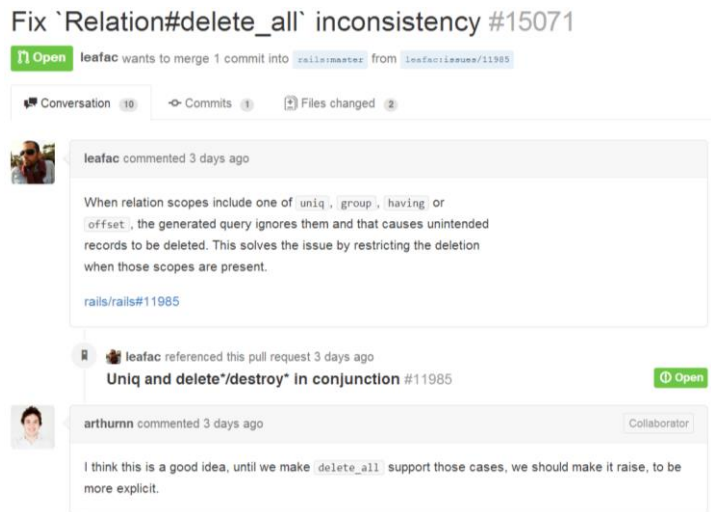 Fix `Relation#delete_all` inconsistency #15071
Open leafac wants to merge 1 commit into rails:master from leafac:issues/11985
Conversation 10 Commits 1 Files changed 2
leafac commented 3 days ago
When relation scopes include one of uniq , group , having or
offset , the generated query ignores them and that causes unintended
records to be deleted. This solves the issue by restricting the deletion
when those scopes are present.
rails/rails#11985
leafac referenced this pull request 3 days ago
Uniq and delete*/destroy* in conjunction #11985
Open
arthurnn commented 3 days ago
Collaborator
I think this is a good idea, until we make delete_all support those cases, we should make it raise, to be
more explicit.